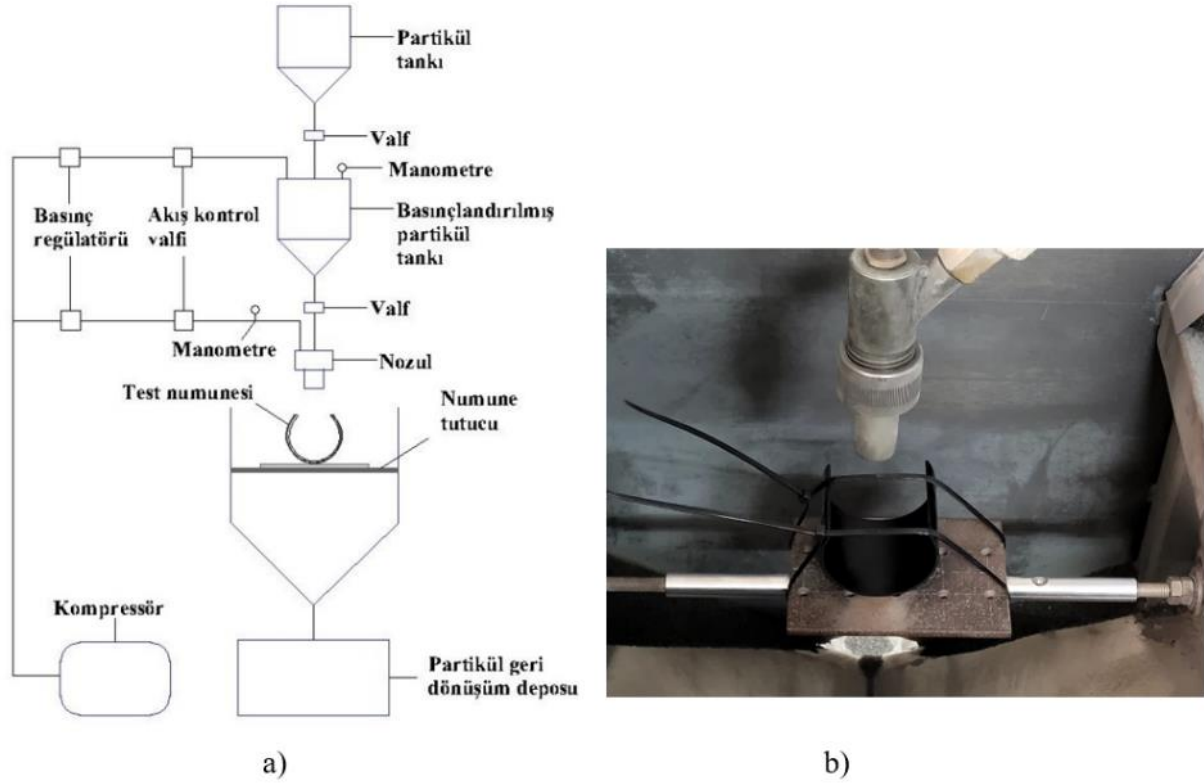 Partikül
tankı
Valf
Manometre
Basınç
regülatörü
Akış kontrol
valfi
Basınçlandırılmış
partikül
tankı
Valf
Manometre
Nozul
Test numunesi
Numune
tutucu
Kompressör
Partikül geri
dönüşüm deposu
a)
b)